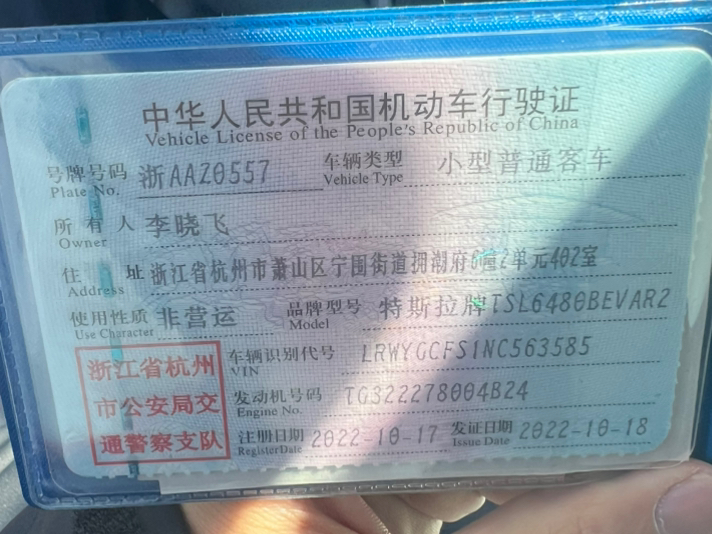 中华人民共和国机动车行驶证
Vehicle License of the People's Republic of China
号牌号码 浙AAZ0557 车辆类型 小型普通客车
Plate No. Vehicle Type
所有人 李晓飞
Owner
住址 浙江省杭州市萧山区宁围街道拥潮府6幢2单元402室
Address
使用性质 非营运 品牌型号 特斯拉牌TSL6480BEVAR2
Use Character Model
浙江省杭州
市公安局交
通警察支队
车辆识别代号 LRWYGCFS1NC563585
VIN
发动机号码 TG322278004B24
Engine No.
注册日期 2022-10-17 发证日期 2022-10-18
RegisterDate Issue Date